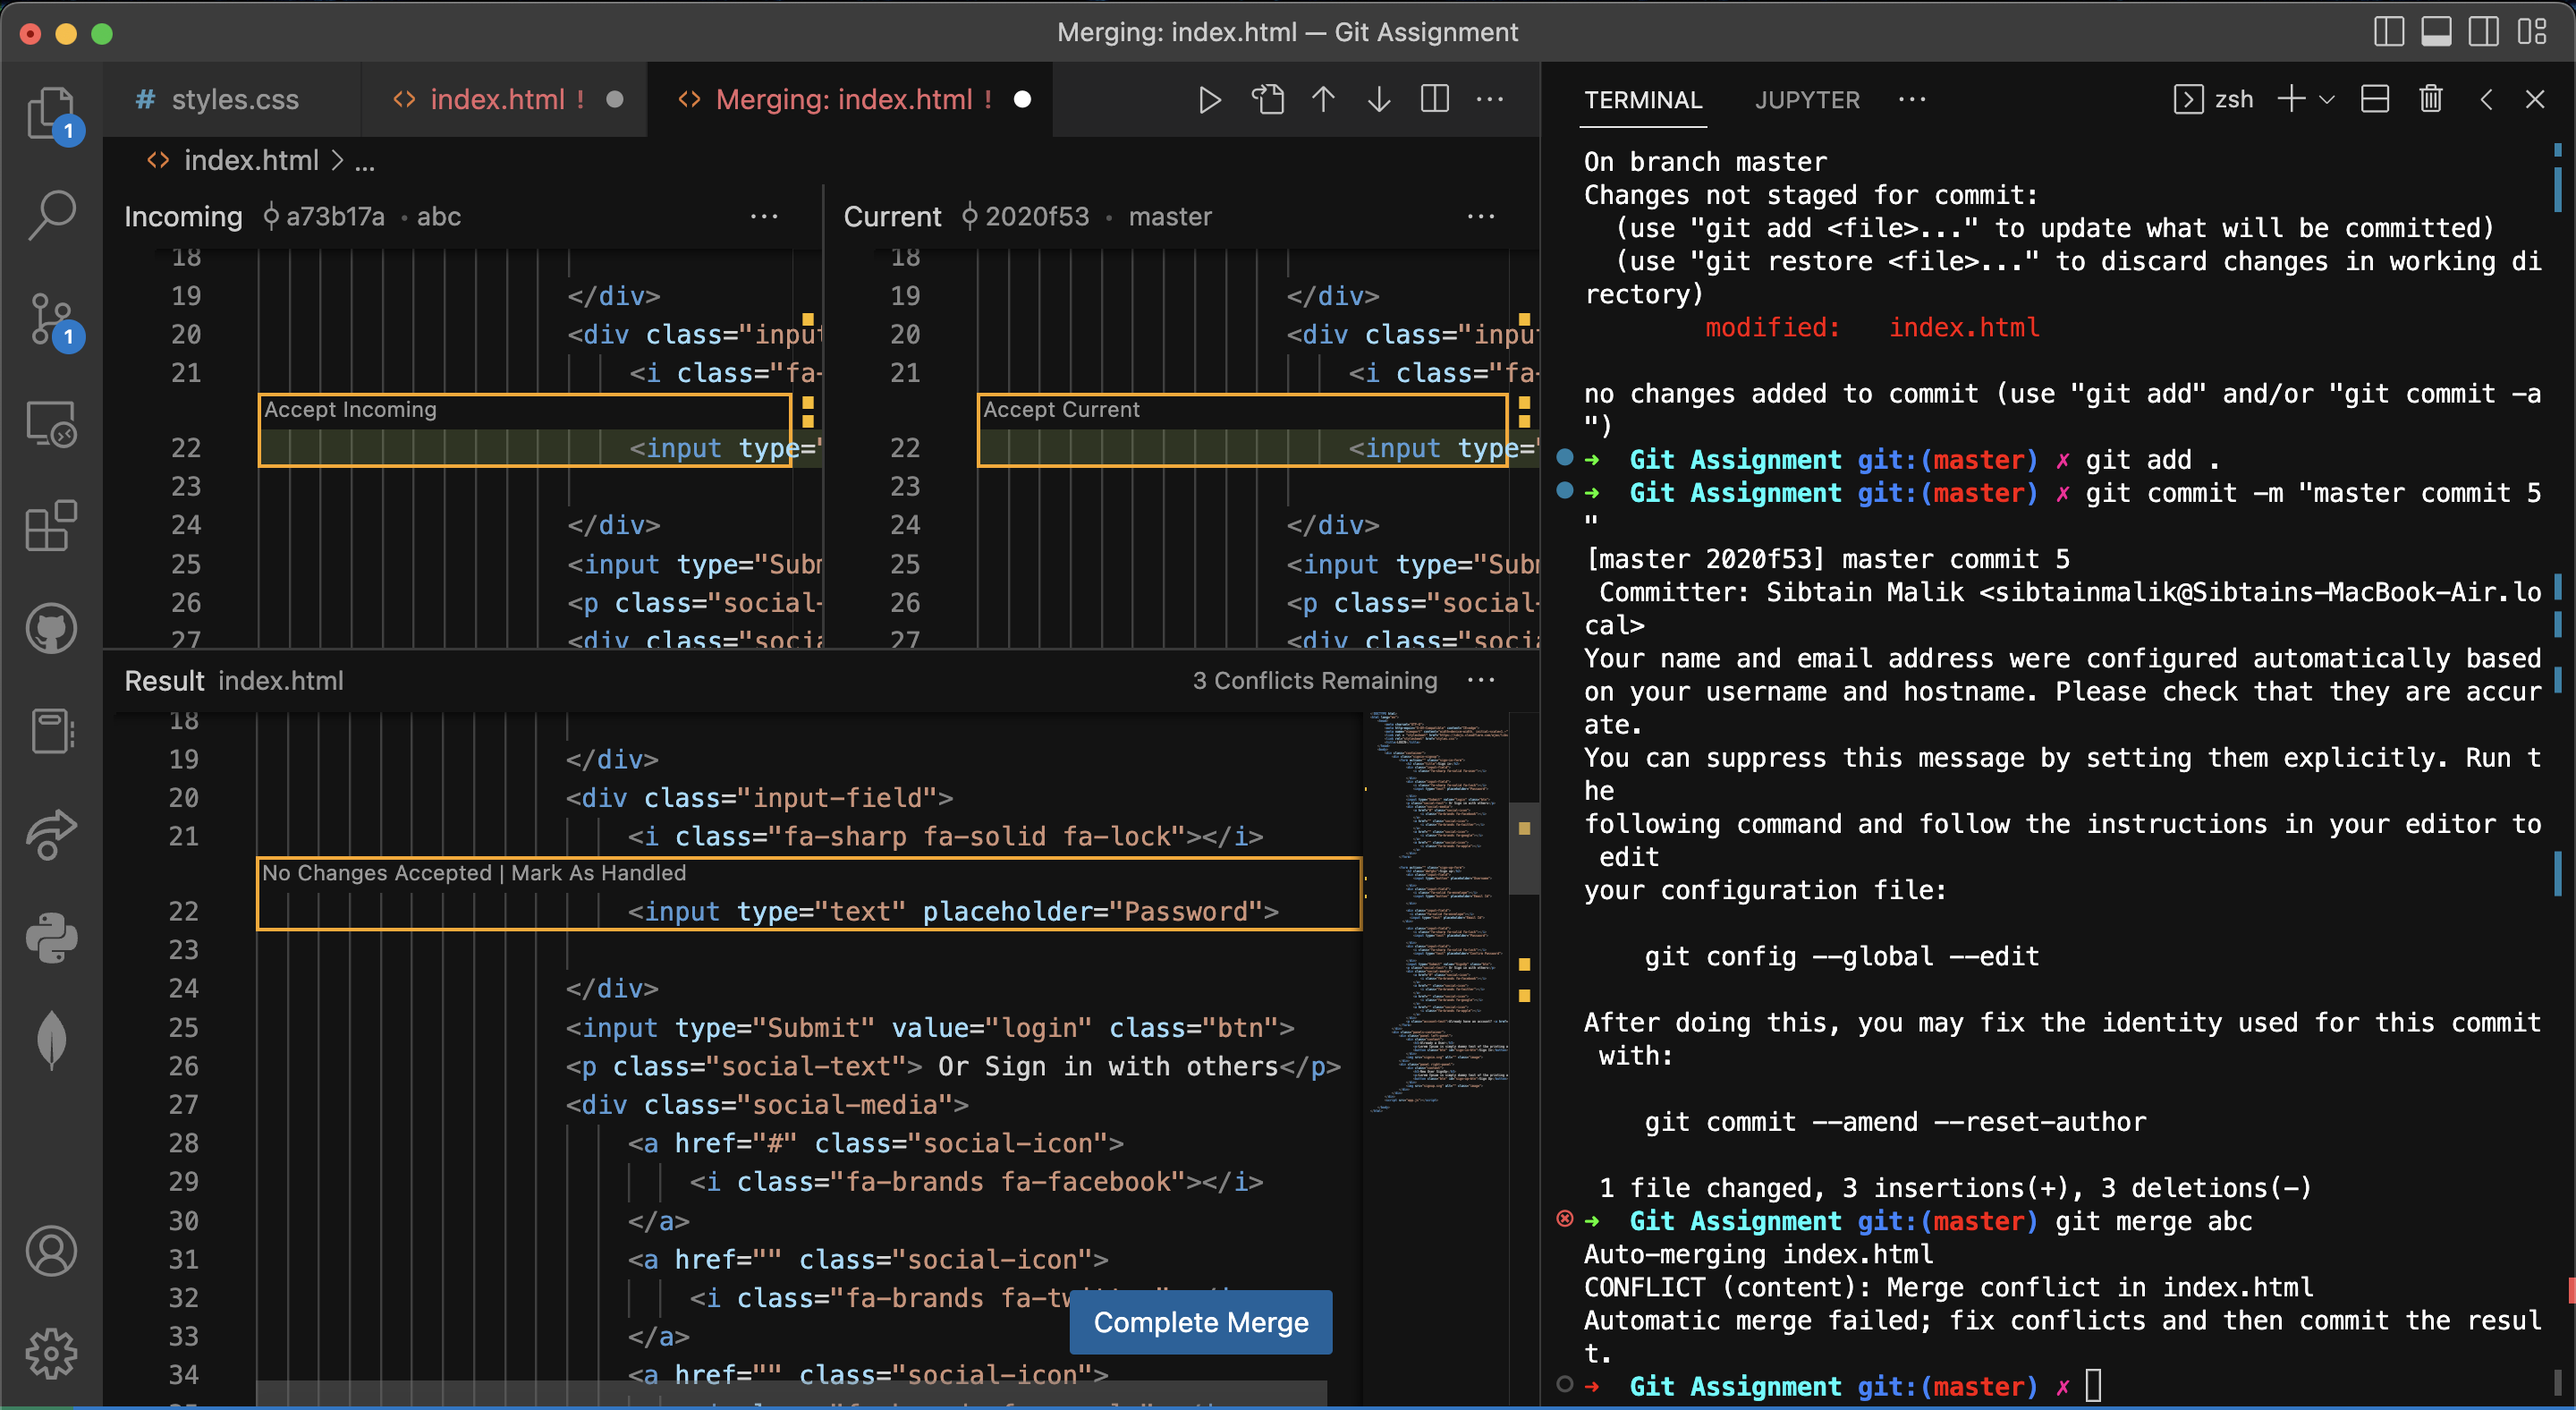 Merging: index.html — Git Assignment
# styles.css
<> index.html !
<> Merging: index.html !
<> index.html > ...
1
1
Incoming a73b17a • abc ...
18
19 </div>
20 <div class="input
21 <i class="fa-
Accept Incoming
22 <input type="
23
24 </div>
25 <input type="Subm
26 <p class="social-
27 <div class="socia
Current 2020f53 • master ...
18
19 </div>
20 <div class="input
21 <i class="fa-
Accept Current
22 <input type="
23
24 </div>
25 <input type="Subm
26 <p class="social-
27 <div class="socia
Result index.html 3 Conflicts Remaining ...
18
19 </div>
20 <div class="input-field">
21 <i class="fa-sharp fa-solid fa-lock"></i>
No Changes Accepted | Mark As Handled
22 <input type="text" placeholder="Password">
23
24 </div>
25 <input type="Submit" value="login" class="btn">
26 <p class="social-text"> Or Sign in with others</p>
27 <div class="social-media">
28 <a href="#" class="social-icon">
29 <i class="fa-brands fa-facebook"></i>
30 </a>
31 <a href="" class="social-icon">
32 <i class="fa-brands
33 </a>
34 <a href="" class="social-icon">
Complete Merge
TERMINAL JUPYTER ... zsh
On branch master
Changes not staged for commit:
(use "git add <file>..." to update what will be committed)
(use "git restore <file>..." to discard changes in working di
rectory)
modified: index.html
no changes added to commit (use "git add" and/or "git commit -a
")
➜ Git Assignment git:(master) ✗ git add .
➜ Git Assignment git:(master) ✗ git commit -m "master commit 5
"
[master 2020f53] master commit 5
Committer: Sibtain Malik <sibtainmalik@Sibtains-MacBook-Air.lo
cal>
Your name and email address were configured automatically based
on your username and hostname. Please check that they are accur
ate.
You can suppress this message by setting them explicitly. Run t
he
following command and follow the instructions in your editor to
edit
your configuration file:
git config --global --edit
After doing this, you may fix the identity used for this commit
with:
git commit --amend --reset-author
1 file changed, 3 insertions(+), 3 deletions(-)
➜ Git Assignment git:(master) git merge abc
Auto-merging index.html
CONFLICT (content): Merge conflict in index.html
Automatic merge failed; fix conflicts and then commit the resul
t.
➜ Git Assignment git:(master) ✗